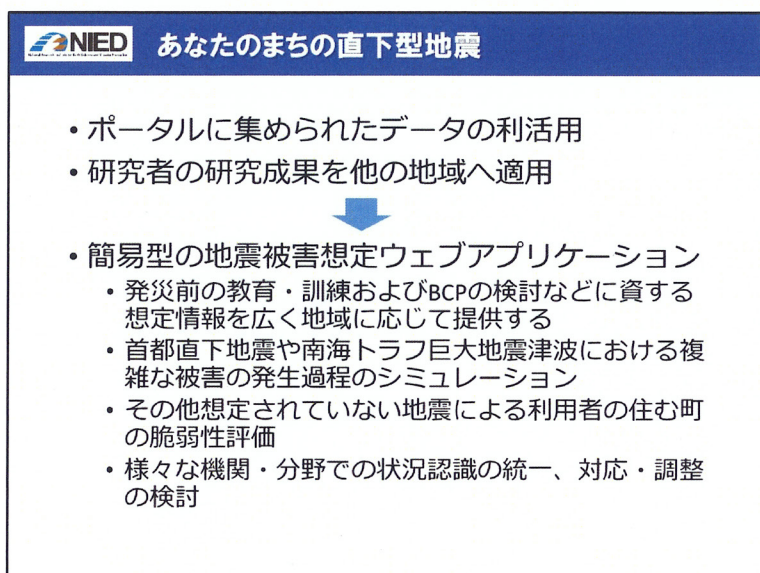 NIED
あなたのまちの直下型地震
• ポータルに集められたデータの利活用
• 研究者の研究成果を他の地域へ適用
• 簡易型の地震被害想定ウェブアプリケーション
• 発災前の教育・訓練およびBCPの検討などに資する
想定情報を広く地域に応じて提供する
• 首都直下地震や南海トラフ巨大地震津波における複
雑な被害の発生過程のシミュレーション
• その他想定されていない地震による利用者の住む町
の脆弱性評価
• 様々な機関・分野での状況認識の統一、対応・調整
の検討